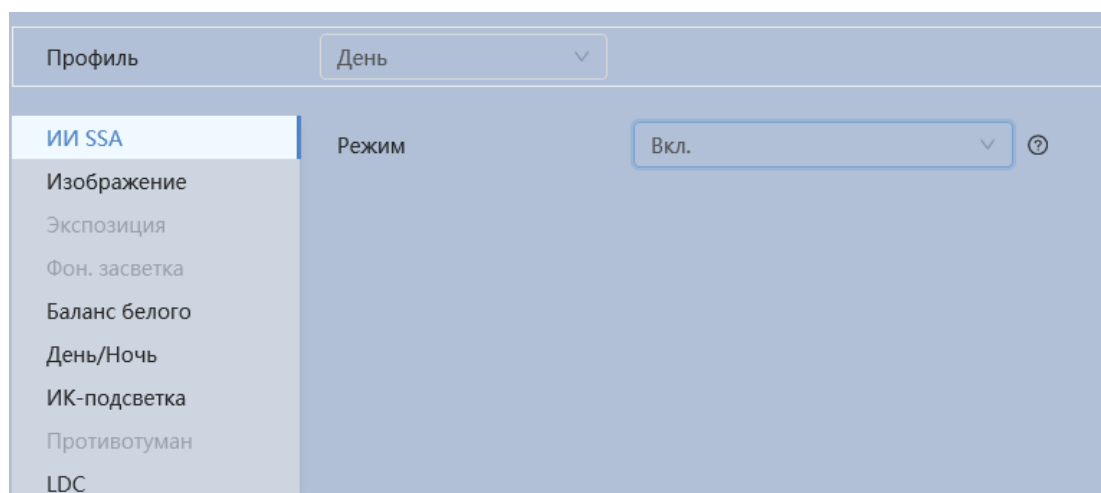 Профиль
День
ИИ SSA
Режим
Вкл.
Изображение
Экспозиция
Фон. засветка
Баланс белого
День/Ночь
ИК-подсветка
Противотуман
LDC